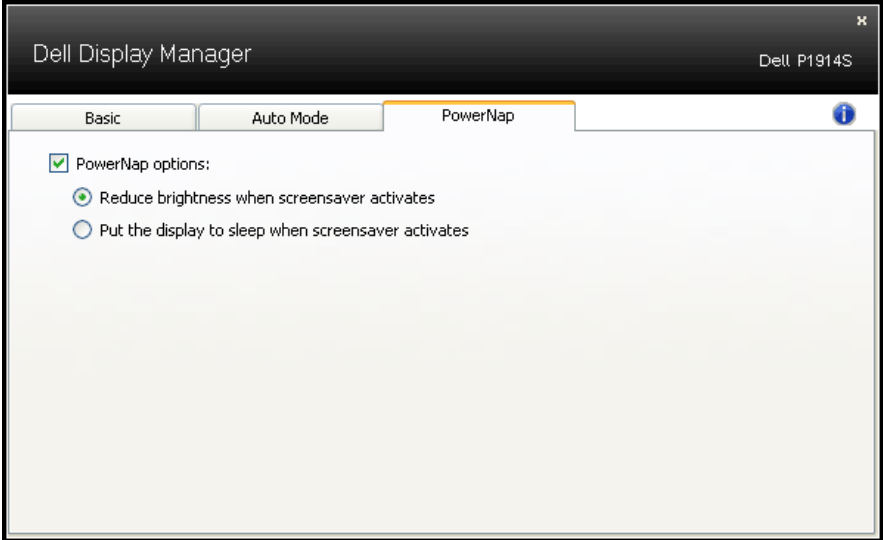 Dell Display Manager
Dell P1914S
Basic
Auto Mode
PowerNap
PowerNap options:
Reduce brightness when screensaver activates
Put the display to sleep when screensaver activates